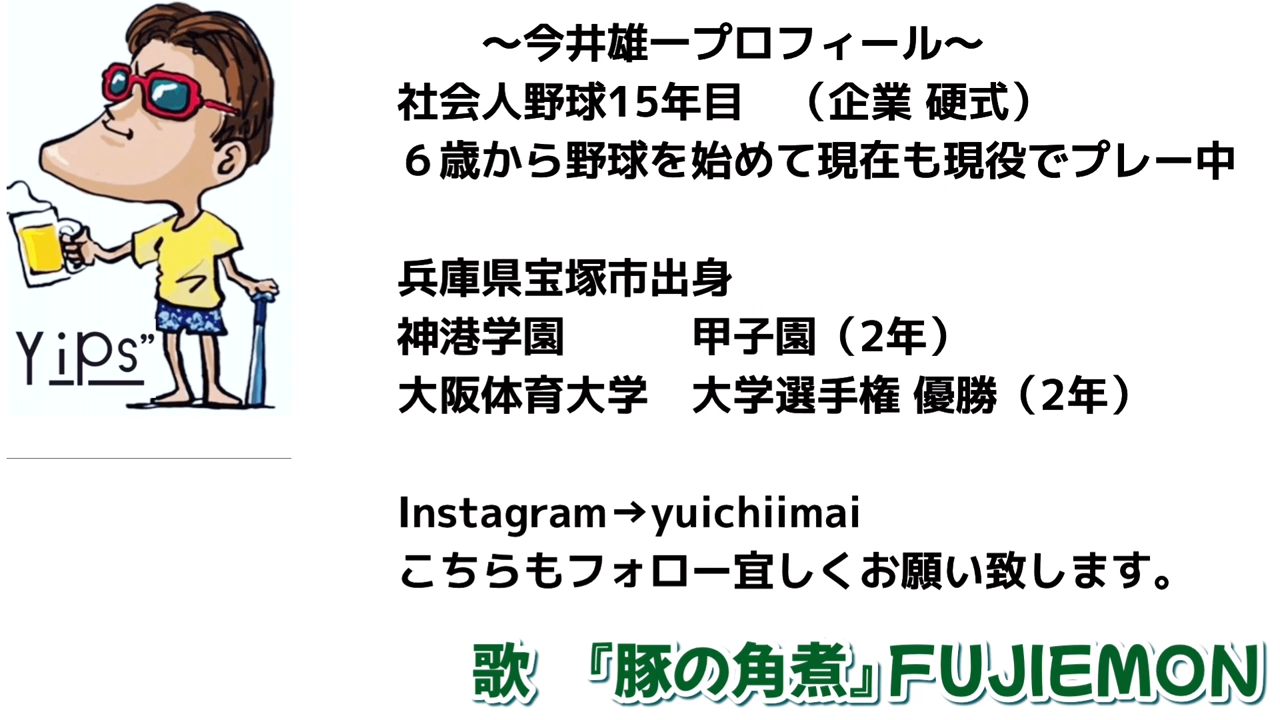 ～今井雄一プロフィール～
社会人野球15年目　（企業 硬式）
６歳から野球を始めて現在も現役でプレー中
兵庫県宝塚市出身
神港学園　　　甲子園（2年）
大阪体育大学　大学選手権 優勝（2年）
Yips”
Instagram→yuichiimai
こちらもフォロー宜しくお願い致します。
歌　『豚の角煮』FUJIEMON